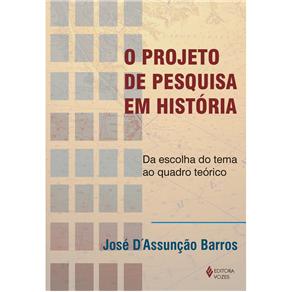 O PROJETO
DE PESQUISA
EM HISTÓRIA
Da escolha do tema
ao quadro teórico
José D'Assunção Barros
EDITORA
VOZES